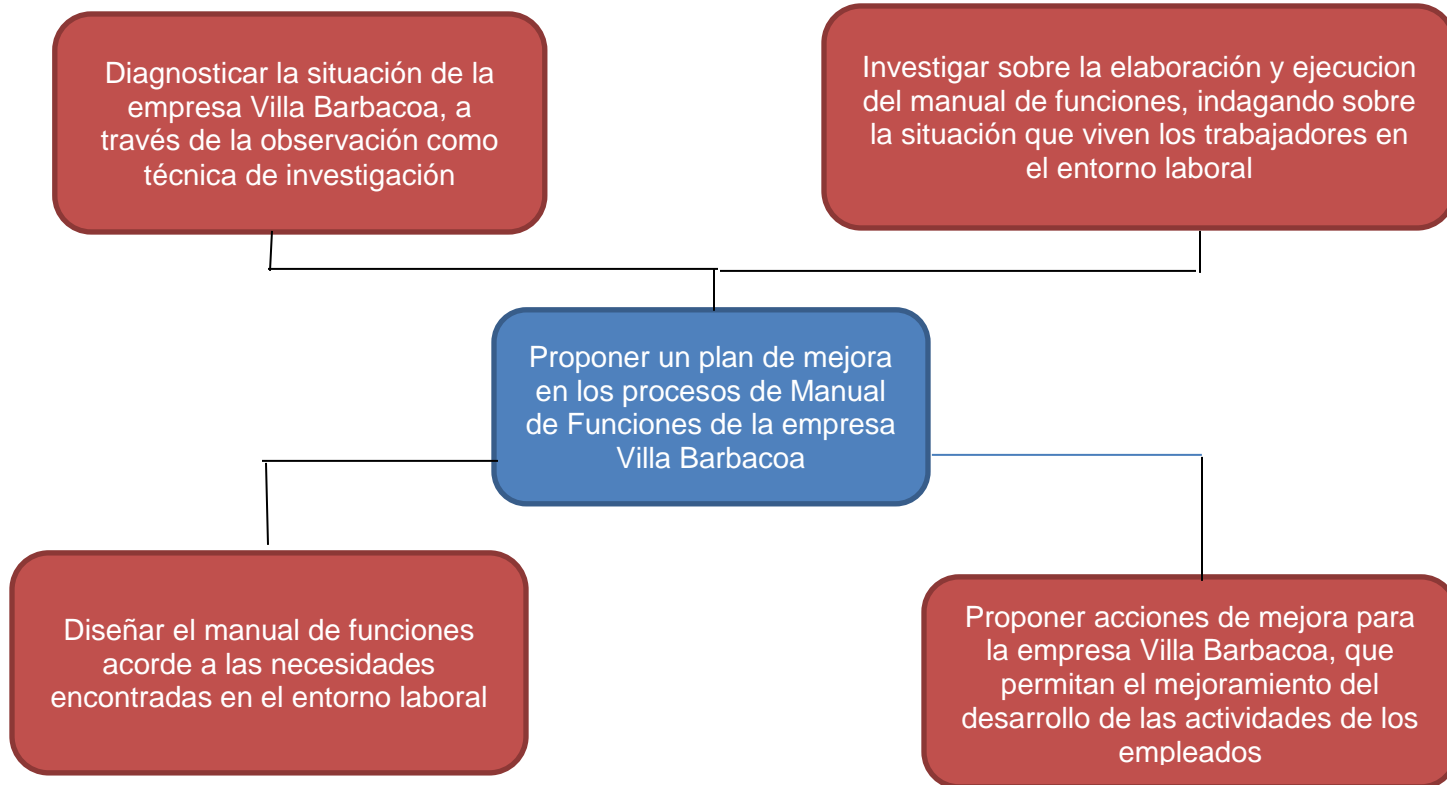 Diagnosticar la situación de la
empresa Villa Barbacoa, a
través de la observación como
técnica de investigación
Investigar sobre la elaboración y ejecucion
del manual de funciones, indagando sobre
la situación que viven los trabajadores en
el entorno laboral
Proponer un plan de mejora
en los procesos de Manual
de Funciones de la empresa
Villa Barbacoa
Diseñar el manual de funciones
acorde a las necesidades
encontradas en el entorno laboral
Proponer acciones de mejora para
la empresa Villa Barbacoa, que
permitan el mejoramiento del
desarrollo de las actividades de los
empleados